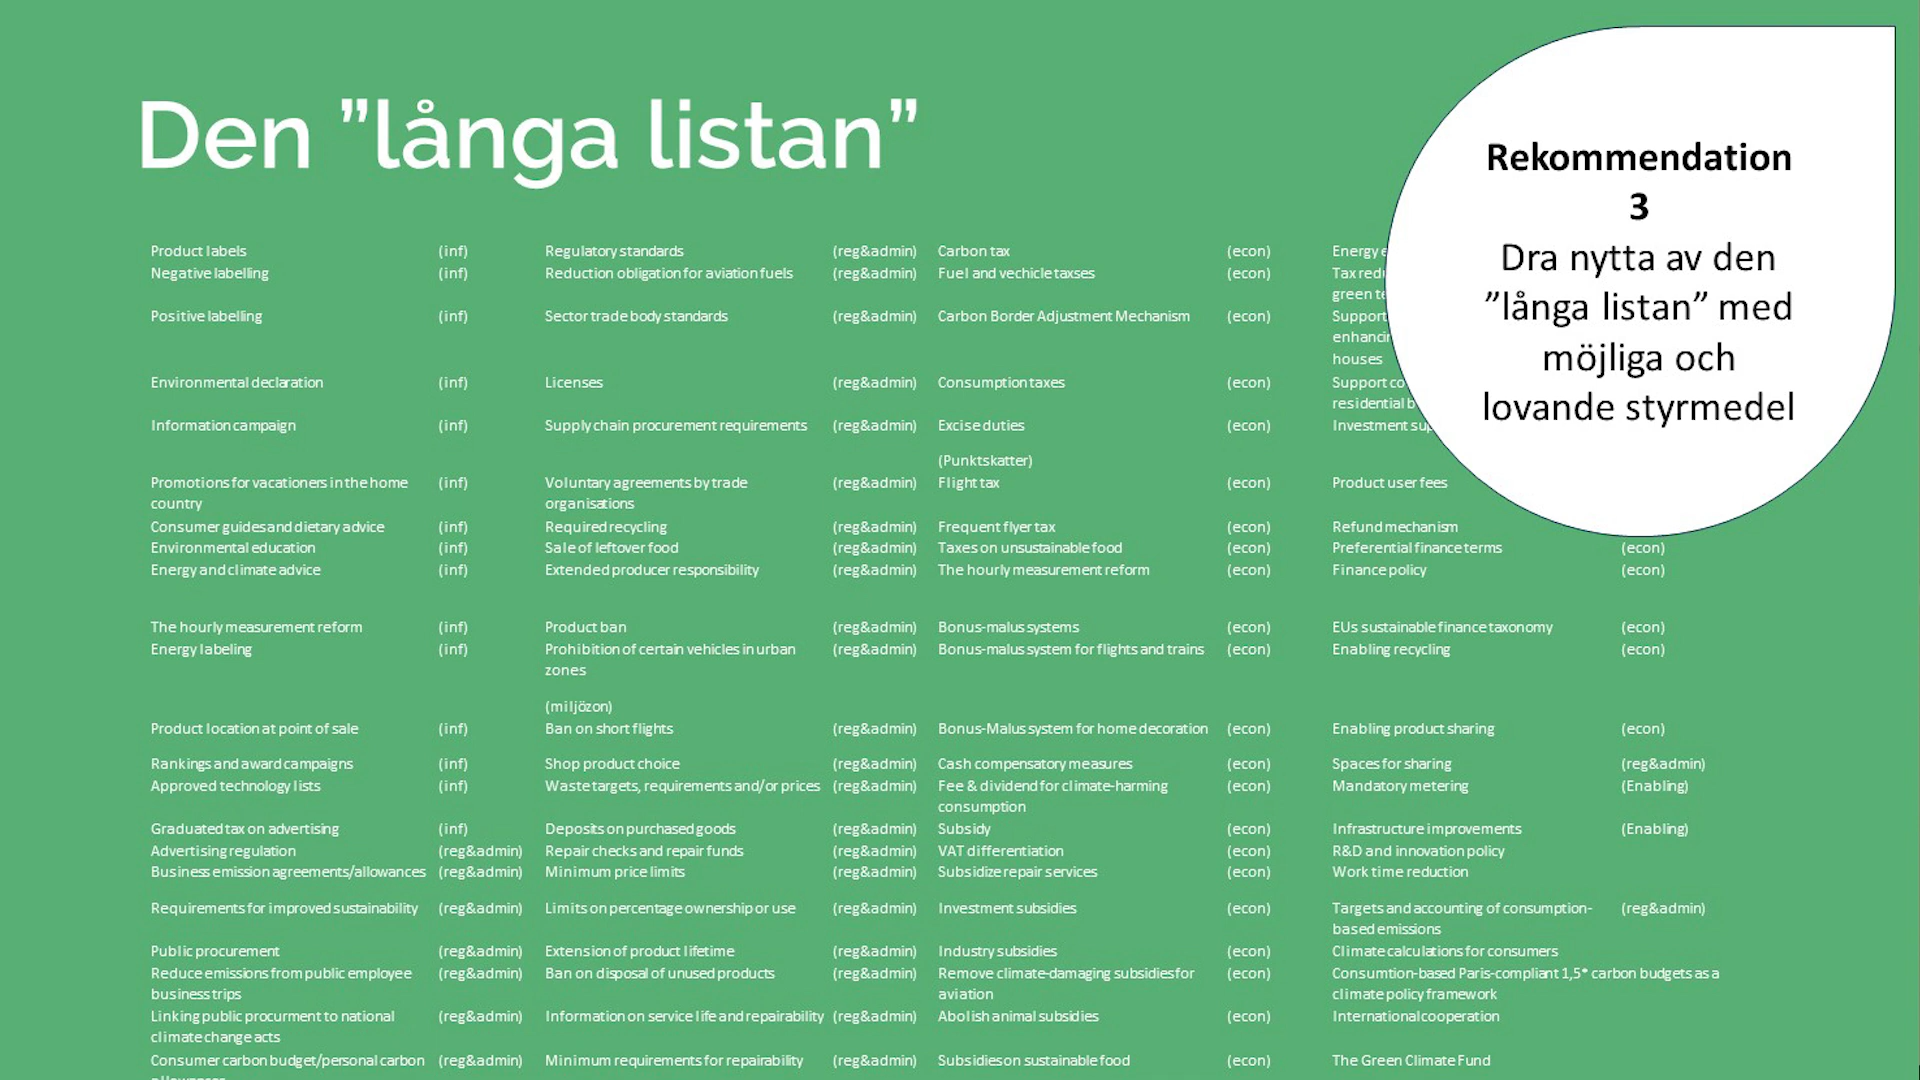 Den ”långa listan”
Rekommendation
3
Dra nytta av den
”långa listan” med
möjliga och
lovande styrmedel
Product labels (inf)
Negative labelling (inf)
Positive labelling (inf)
Environmental declaration (inf)
Information campaign (inf)
Promotions for vacationers in the home (inf)
country
Consumer guides and dietary advice (inf)
Environmental education (inf)
Energy and climate advice (inf)
The hourly measurement reform (inf)
Energy labeling (inf)
Product location at point of sale (inf)
Rankings and award campaigns (inf)
Approved technology lists (inf)
Graduated tax on advertising (inf)
Advertising regulation (reg&admin)
Business emission agreements/allowances (reg&admin)
Requirements for improved sustainability (reg&admin)
Public procurement (reg&admin)
Reduce emissions from public employee (reg&admin)
business trips
Linking public procurment to national (reg&admin)
climate change acts
Consumer carbon budget/personal carbon (reg&admin)
Regulatory standards (reg&admin)
Reduction obligation for aviation fuels (reg&admin)
Sector trade body standards (reg&admin)
Licenses (reg&admin)
Supply chain procurement requirements (reg&admin)
Voluntary agreements by trade (reg&admin)
organisations
Required recycling (reg&admin)
Sale of leftover food (reg&admin)
Extended producer responsibility (reg&admin)
Product ban (reg&admin)
Prohibition of certain vehicles in urban (reg&admin)
zones
(miljözon)
Ban on short flights (reg&admin)
Shop product choice (reg&admin)
Waste targets, requirements and/or prices (reg&admin)
Deposits on purchased goods (reg&admin)
Repair checks and repair funds (reg&admin)
Minimum price limits (reg&admin)
Limits on percentage ownership or use (reg&admin)
Extension of product lifetime (reg&admin)
Ban on disposal of unused products (reg&admin)
Information on service life and repairability (reg&admin)
Minimum requirements for repairability (reg&admin)
Carbon tax (econ)
Fuel and vechicle taxses (econ)
Carbon Border Adjustment Mechanism (econ)
Consumption taxes (econ)
Excise duties (econ)
(Punktskatter)
Flight tax (econ)
Frequent flyer tax (econ)
Taxes on unsustainable food (econ)
The hourly measurement reform (econ)
Bonus-malus systems (econ)
Bonus-malus system for flights and trains (econ)
Bonus-Malus system for home decoration (econ)
Cash compensatory measures (econ)
Fee & dividend for climate-harming (econ)
consumption
Subsidy (econ)
VAT differentiation (econ)
Subsidize repair services (econ)
Investment subsidies (econ)
Industry subsidies (econ)
Remove climate-damaging subsidies for (econ)
aviation
Abolish animal subsidies (econ)
Subsidies on sustainable food (econ)
Energy
Tax
green
Support
houses
Support
residential
Investment
Product user fees
Refund mechanism
Preferential finance terms (econ)
Finance policy (econ)
EUs sustainable finance taxonomy (econ)
Enabling recycling (econ)
Enabling product sharing (econ)
Spaces for sharing (reg&admin)
Mandatory metering (Enabling)
Infrastructure improvements (Enabling)
R&D and innovation policy
Work time reduction
Targets and accounting of consumption- (reg&admin)
based emissions
Climate calculations for consumers
Consumtion-based Paris-compliant 1,5° carbon budgets as a
climate policy framework
International cooperation
The Green Climate Fund